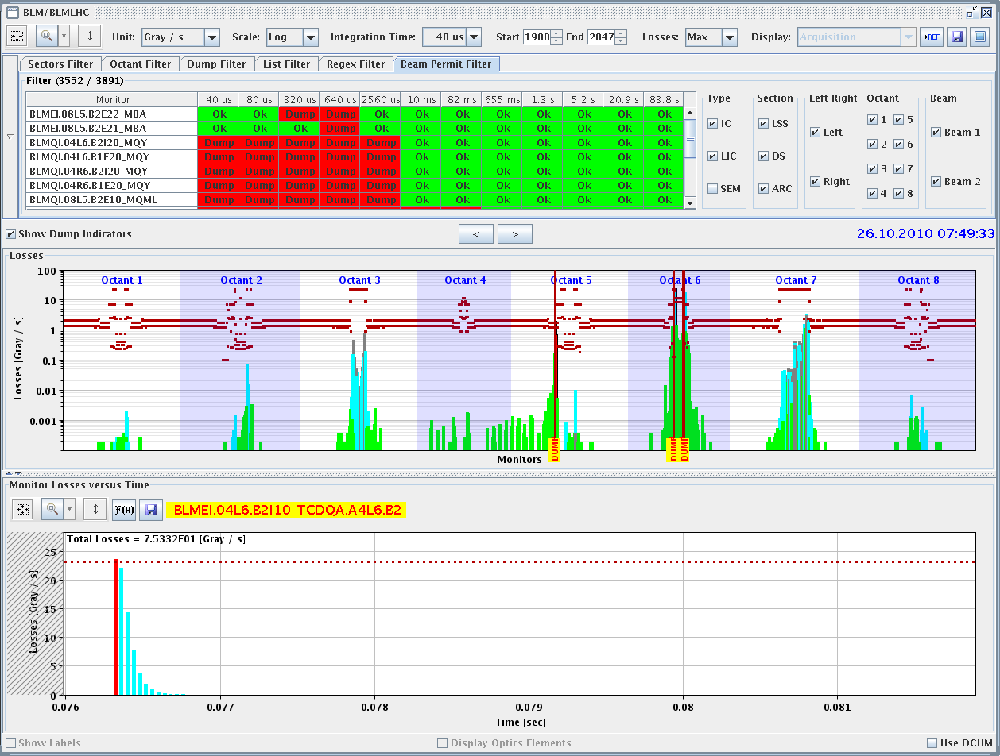 BLM/BLMLHC
Unit: Gray / s Scale: Log Integration Time: 40 us Start 1900 End 2047 Losses: Max Display: Acquisition →REF
Sectors Filter Octant Filter Dump Filter List Filter Regex Filter Beam Permit Filter
Filter (3552 / 3891)
Monitor 40 us 80 us 320 us 640 us 2560 us 10 ms 82 ms 655 ms 1.3 s 5.2 s 20.9 s 83.8 s
BLMEI.08L5.B2E22_MBA Ok Ok Dump Dump Ok Ok Ok Ok Ok Ok Ok Ok
BLMEI.08L5.B2E21_MBA Ok Ok Ok Dump Ok Ok Ok Ok Ok Ok Ok Ok
BLMQI.04L6.B2I20_MQY Dump Dump Dump Dump Dump Ok Ok Ok Ok Ok Ok Ok
BLMQI.04L6.B1E20_MQY Dump Dump Dump Dump Dump Ok Ok Ok Ok Ok Ok Ok
BLMQI.04R6.B2I20_MQY Dump Dump Dump Dump Dump Ok Ok Ok Ok Ok Ok Ok
BLMQI.04R6.B1E20_MQY Dump Dump Dump Dump Dump Ok Ok Ok Ok Ok Ok Ok
BLMQI.08L5.B2E10_MQML Dump Dump Dump Dump Dump Ok Ok Ok Ok Ok Ok Ok
Type Section Left Right Octant Beam
IC LSS Left 1 5 Beam 1
2 6
LIC DS
3 7
SEM ARC Right 4 8 Beam 2
Show Dump Indicators < > 26.10.2010 07:49:33
Losses
Octant 1 Octant 2 Octant 3 Octant 4 Octant 5 Octant 6 Octant 7 Octant 8
100
10
1
0.1
0.01
0.001
Losses [Gray / s]
DUMP DUMP DUMP
Monitors
Monitor Losses versus Time
F(x) BLMEI.04L6.B2I10_TCDQA.A4L6.B2
Total Losses = 7.5332E01 [Gray / s]
25
20
15
10
5
0
Losses [Gray / s]
0.076 0.077 0.078 0.079 0.08 0.081
Time [sec]
Show Labels Display Optics Elements Use DCUM